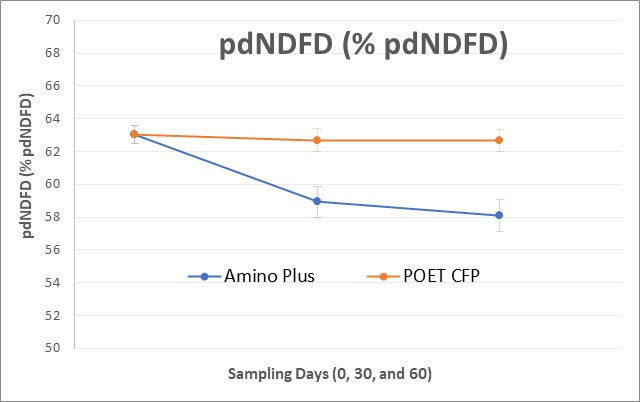 pdNDFD (% pdNDFD)
70
68
66
64
62
60
58
56
54
52
50
pdNDFD (% pdNDFD)
Amino Plus
POET CFP
Sampling Days (0, 30, and 60)